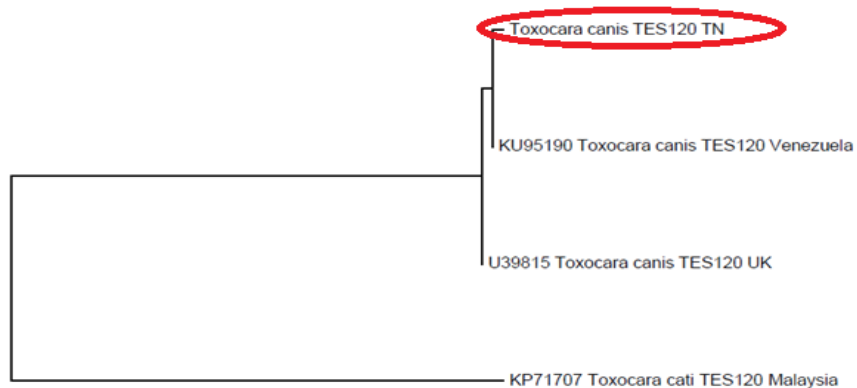 Toxocara canis TES120 TN
KU95190 Toxocara canis TES120 Venezuela
U39815 Toxocara canis TES120 UK
KP71707 Toxocara cati TES120 Malaysia